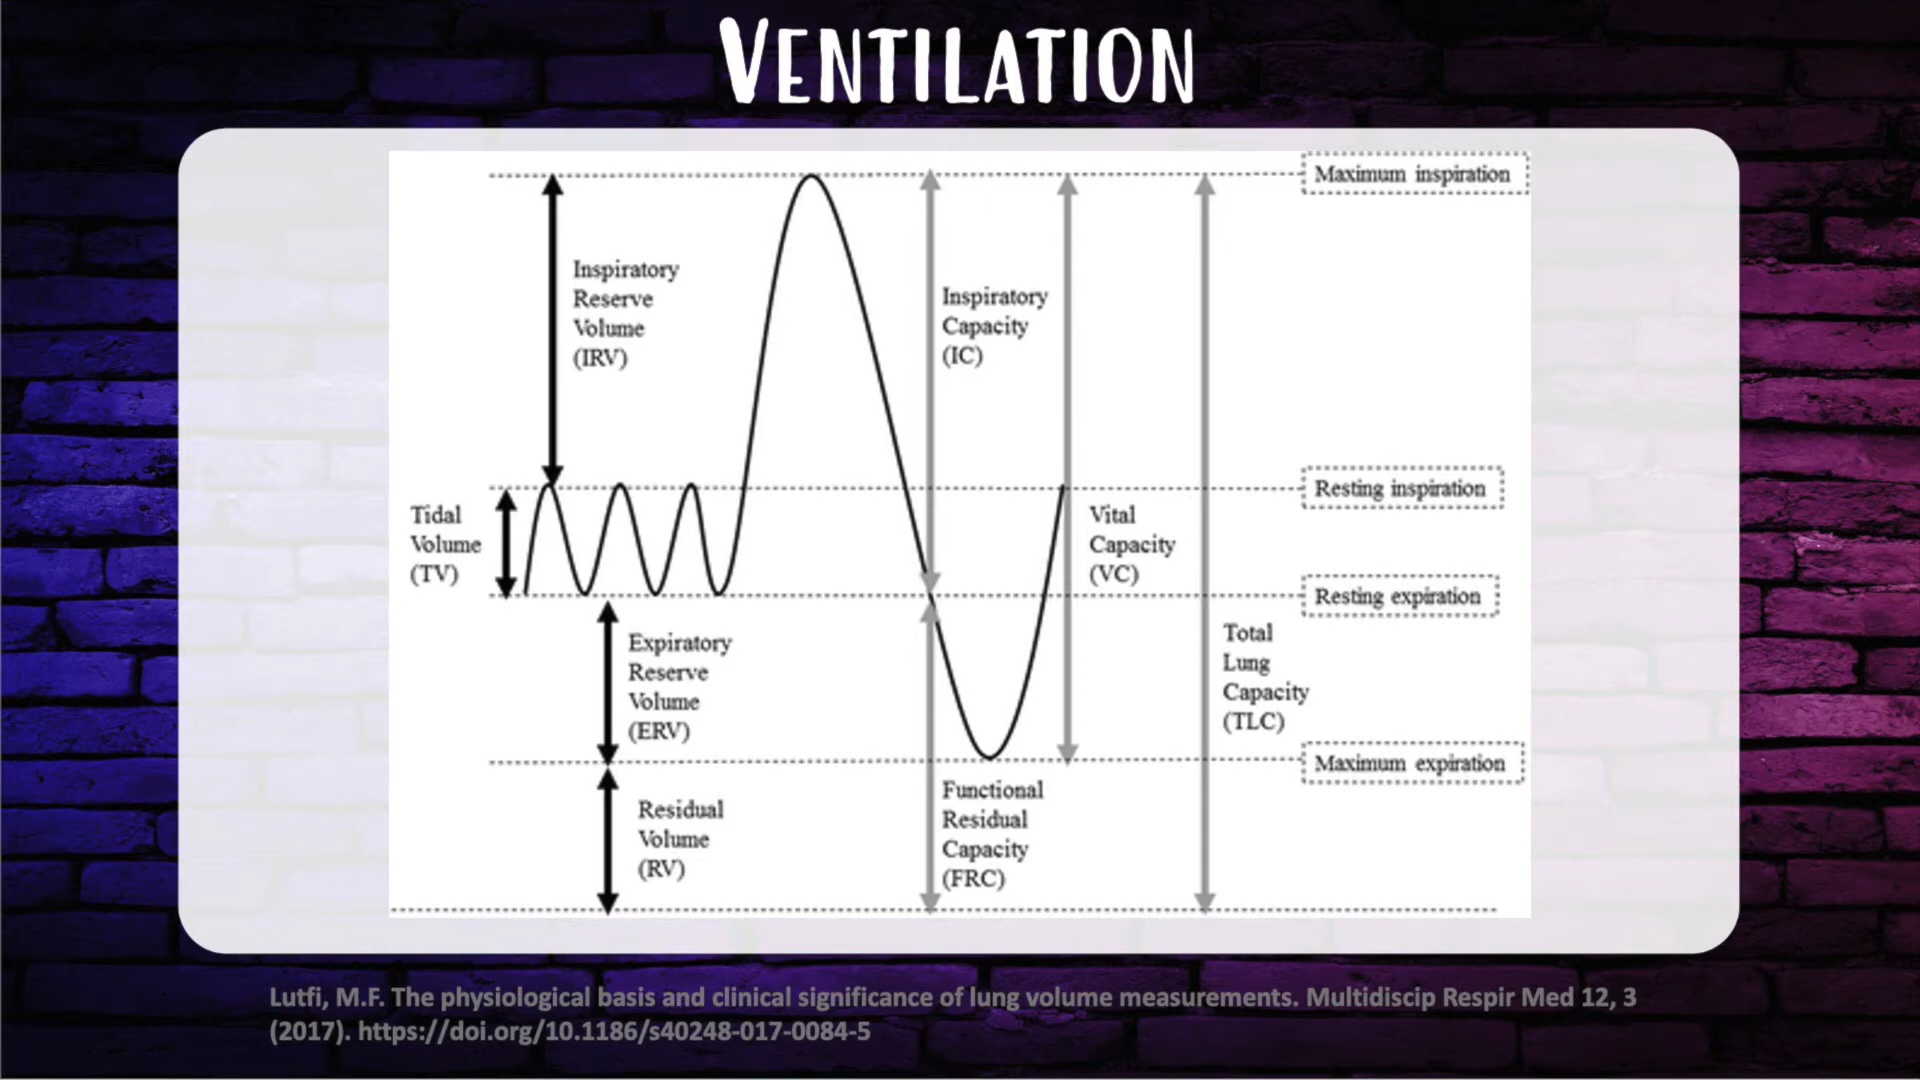 VENTILATION
Maximum inspiration
Inspiratory
Reserve
Volume
(IRV)
Inspiratory
Capacity
(IC)
Resting inspiration
Tidal
Volume
(TV)
Vital
Capacity
(VC)
Resting expiration
Expiratory
Reserve
Volume
(ERV)
Total
Lung
Capacity
(TLC)
Maximum expiration
Residual
Volume
(RV)
Functional
Residual
Capacity
(FRC)
Lutfi, M.F. The physiological basis and clinical significance of lung volume measurements. Multidiscip Respir Med 12, 3
(2017). https://doi.org/10.1186/s40248-017-0084-5